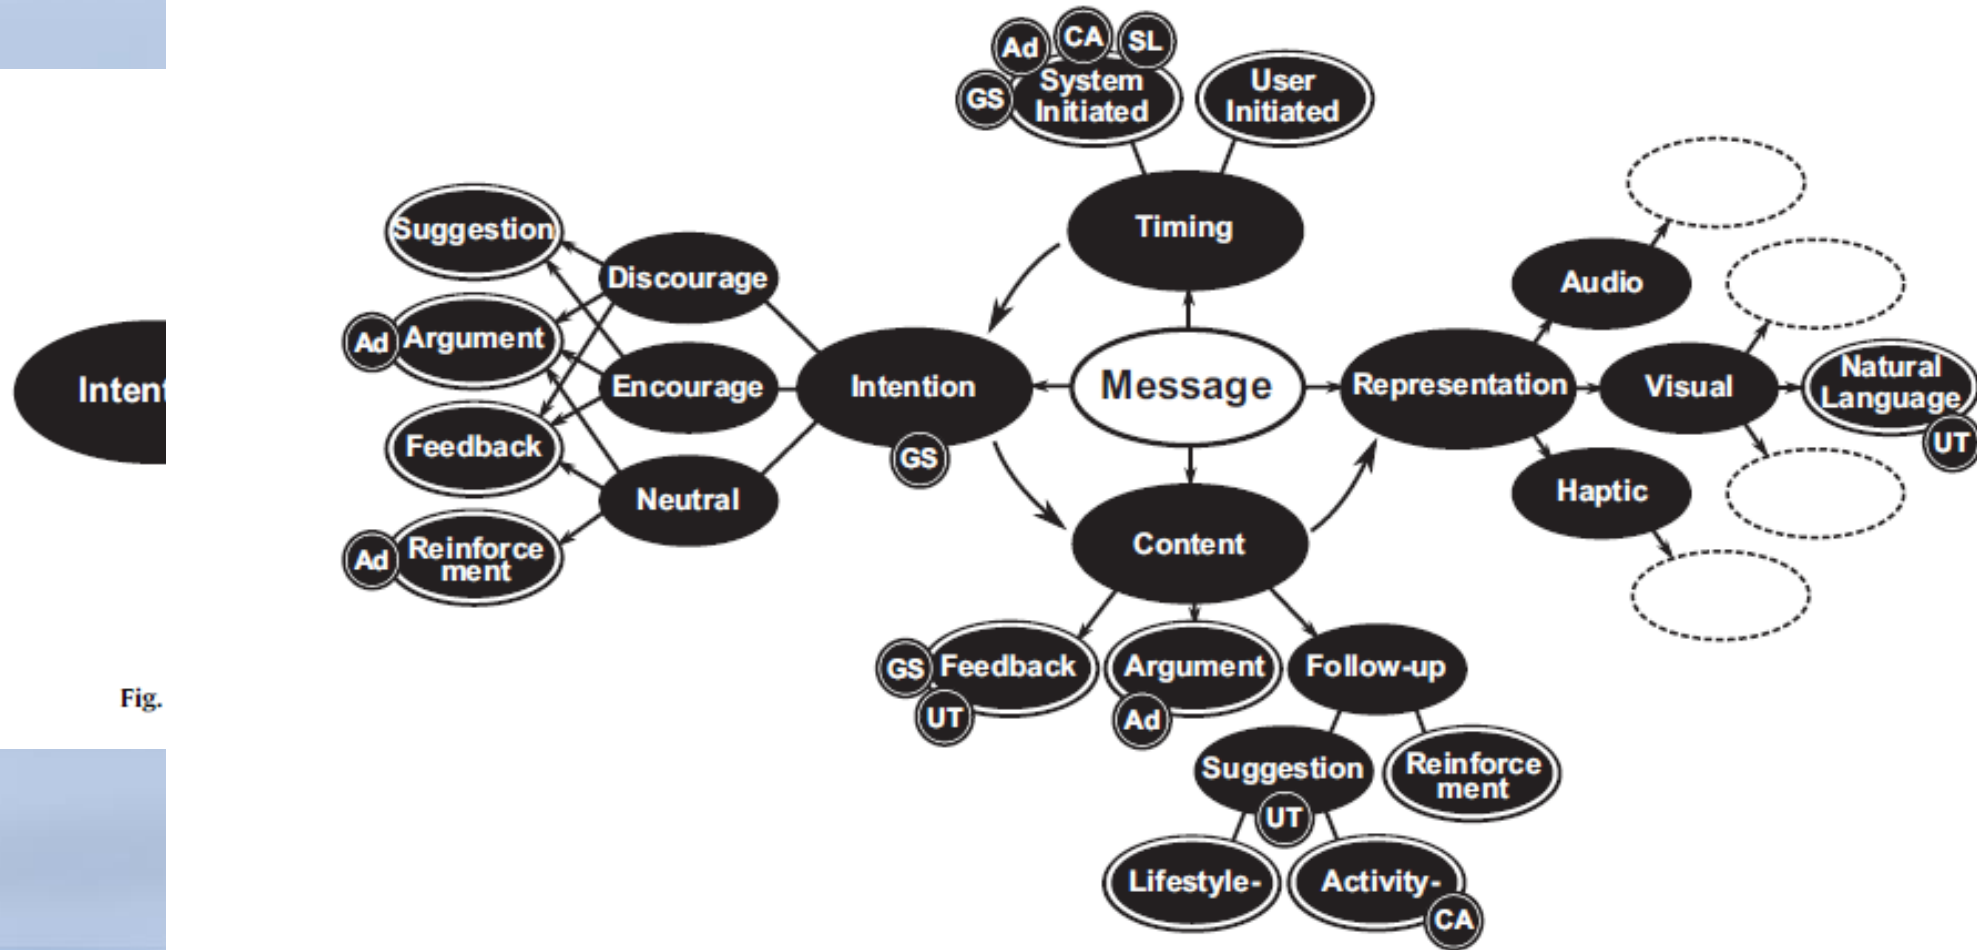 Ad
CA
SL
GS
System
Initiated
User
Initiated
Timing
Suggestion
Discourage
Ad
Argument
Encourage
Feedback
Neutral
Ad
Reinforce
ment
Intention
GS
Message
Representation
Audio
Visual
Natural
Language
UT
Haptic
Content
GS
Feedback
UT
Argument
Ad
Follow-up
Suggestion
UT
Reinforce
ment
Lifestyle-
Activity-
CA
Intent
Fig.